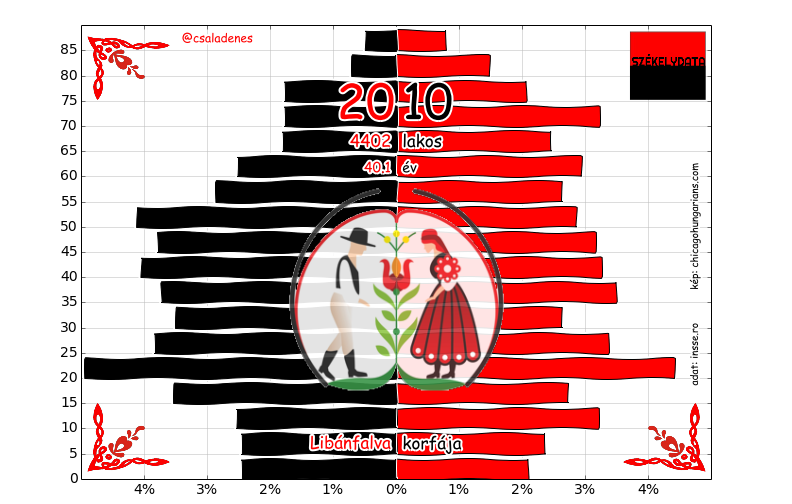 @csaladenes
SZÉKELYDATA
2010
4402 lakos
40.1 év
kép: chicagohungarians.com
adat: insse.ro
Libánfalva korfája
85
80
75
70
65
60
55
50
45
40
35
30
25
20
15
10
5
0
4% 3% 2% 1% 0% 1% 2% 3% 4%